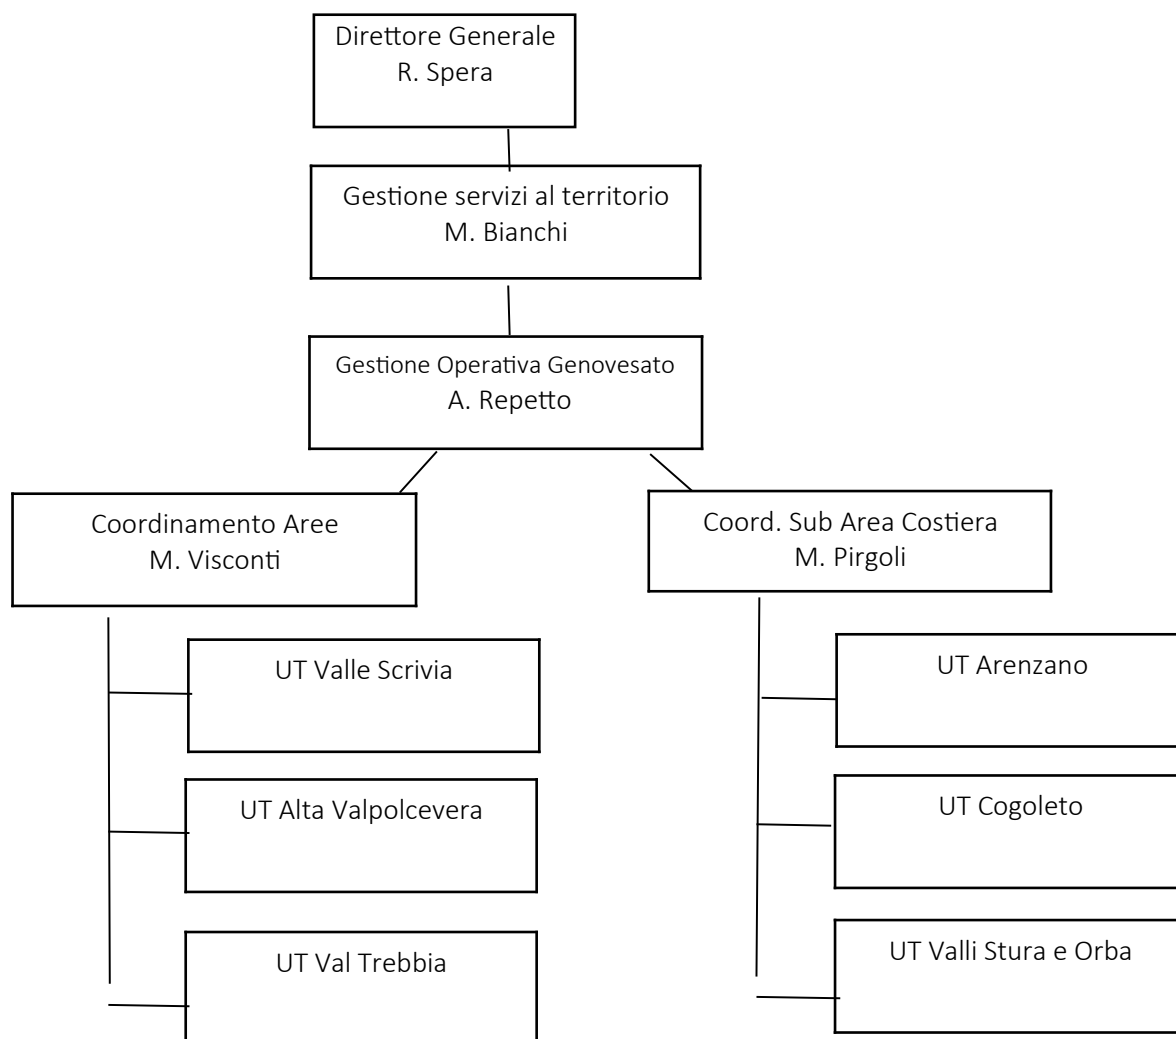 Direttore Generale
R. Spera
Gestione servizi al territorio
M. Bianchi
Gestione Operativa Genovesato
A. Repetto
Coordinamento Aree
M. Visconti
Coord. Sub Area Costiera
M. Pirgoli
UT Valle Scrivia
UT Alta Valpolcevera
UT Val Trebbia
UT Arenzano
UT Cogoleto
UT Valli Stura e Orba